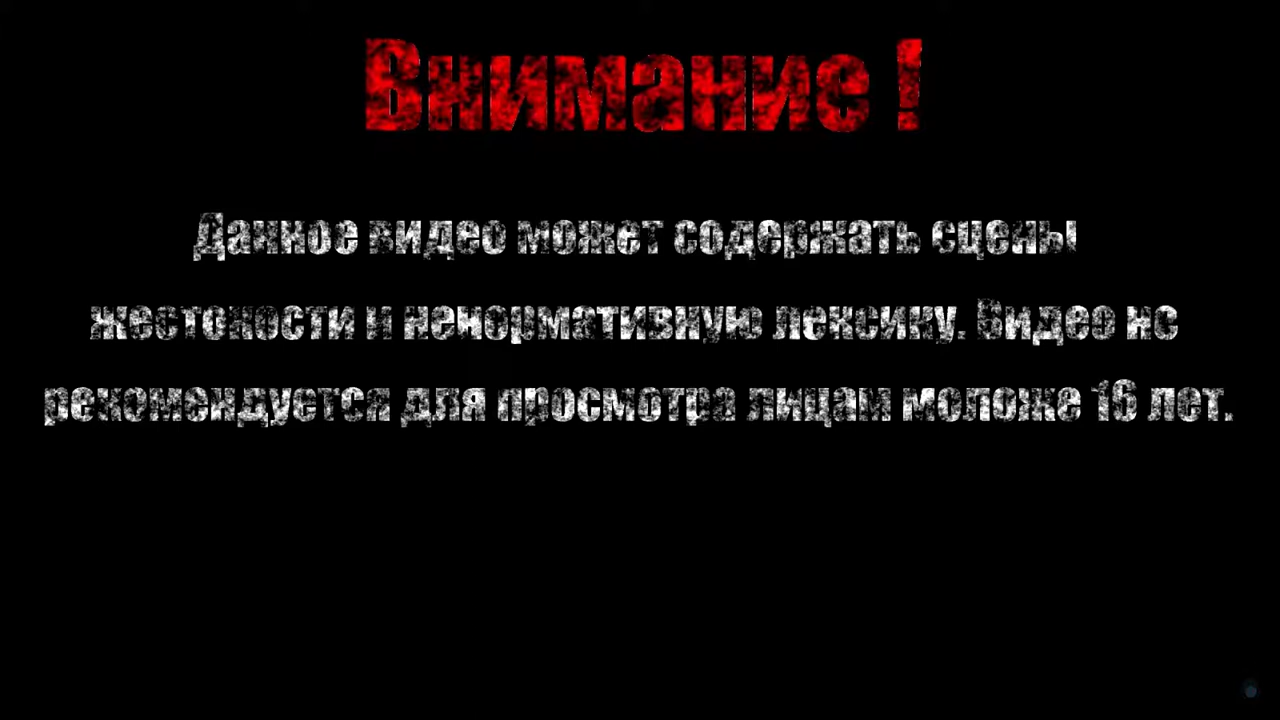 Внимание !
Данное видео может содержать сцены
жестокости и ненормативную лексику. Видео не
рекомендуется для просмотра лицам моложе 16 лет.